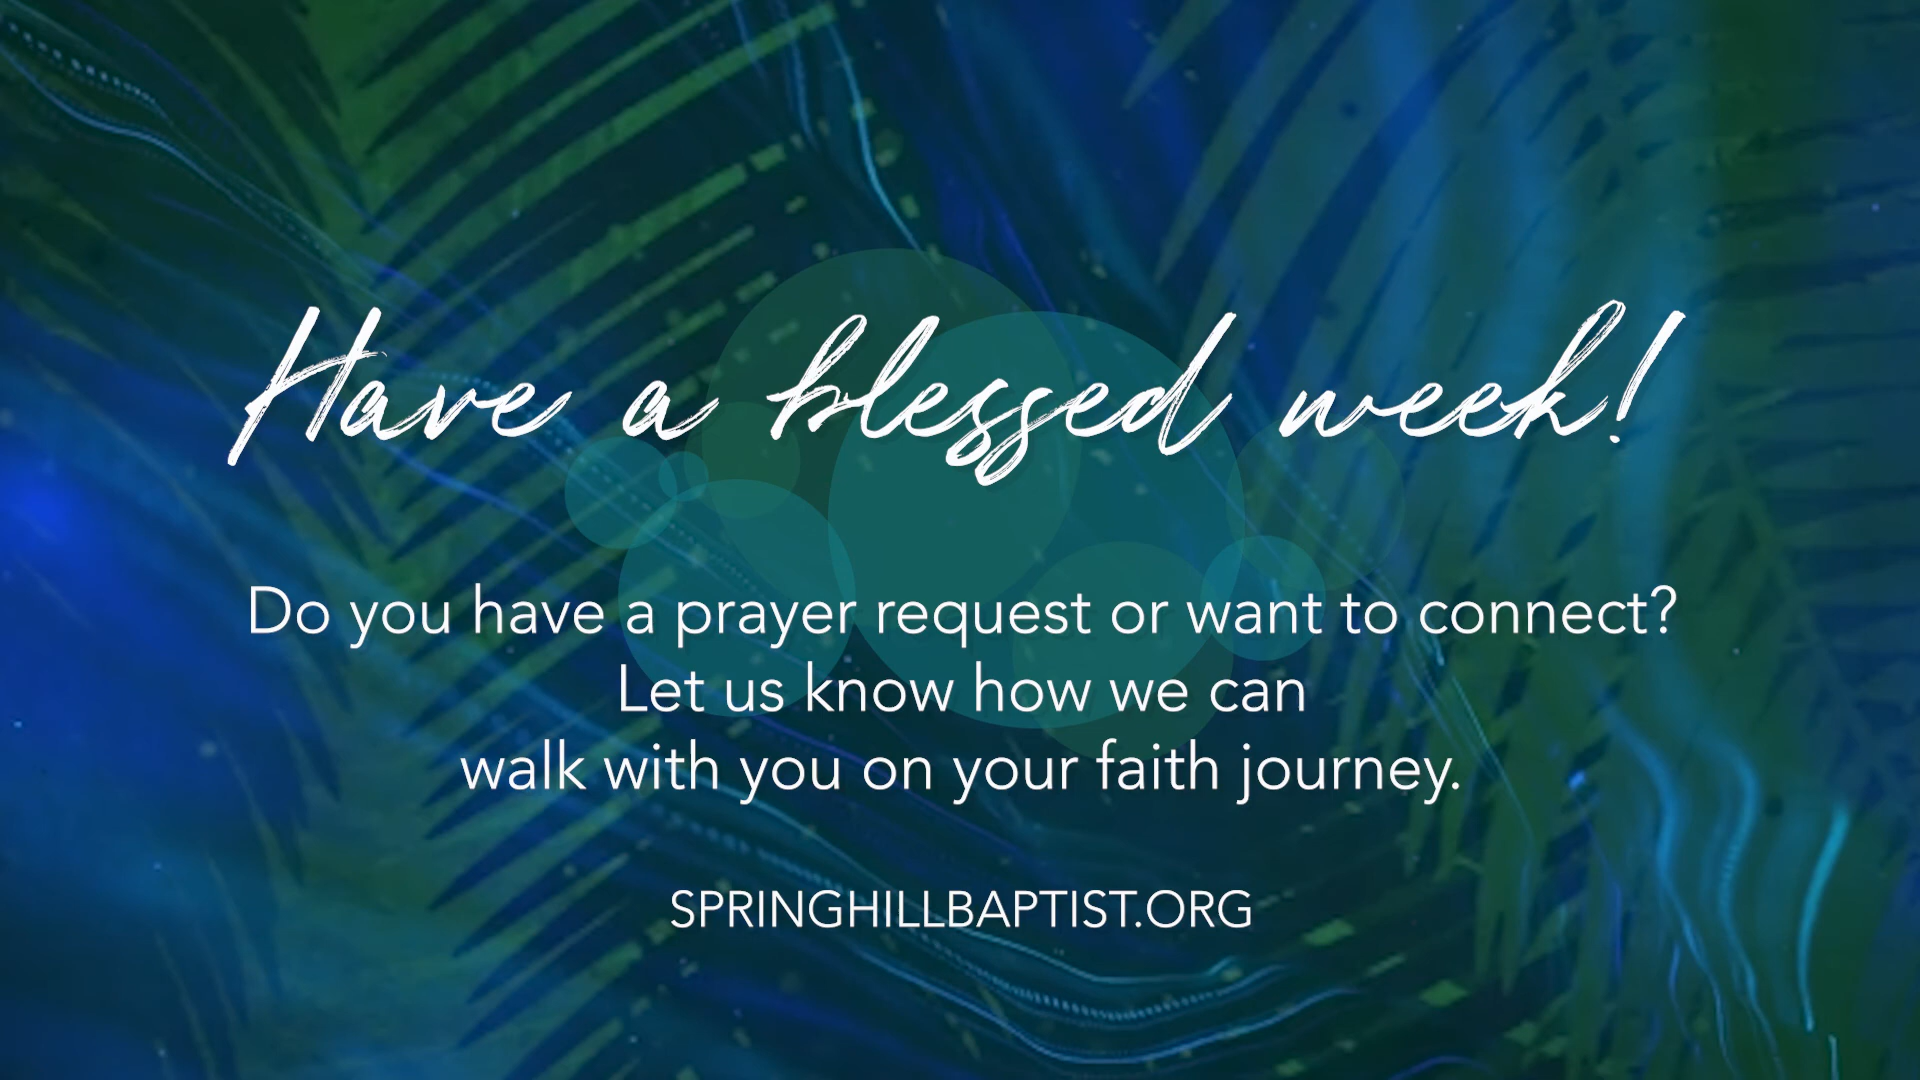 Have a blessed week!
Do you have a prayer request or want to connect?
Let us know how we can
walk with you on your faith journey.
SPRINGHILLBAPTIST.ORG